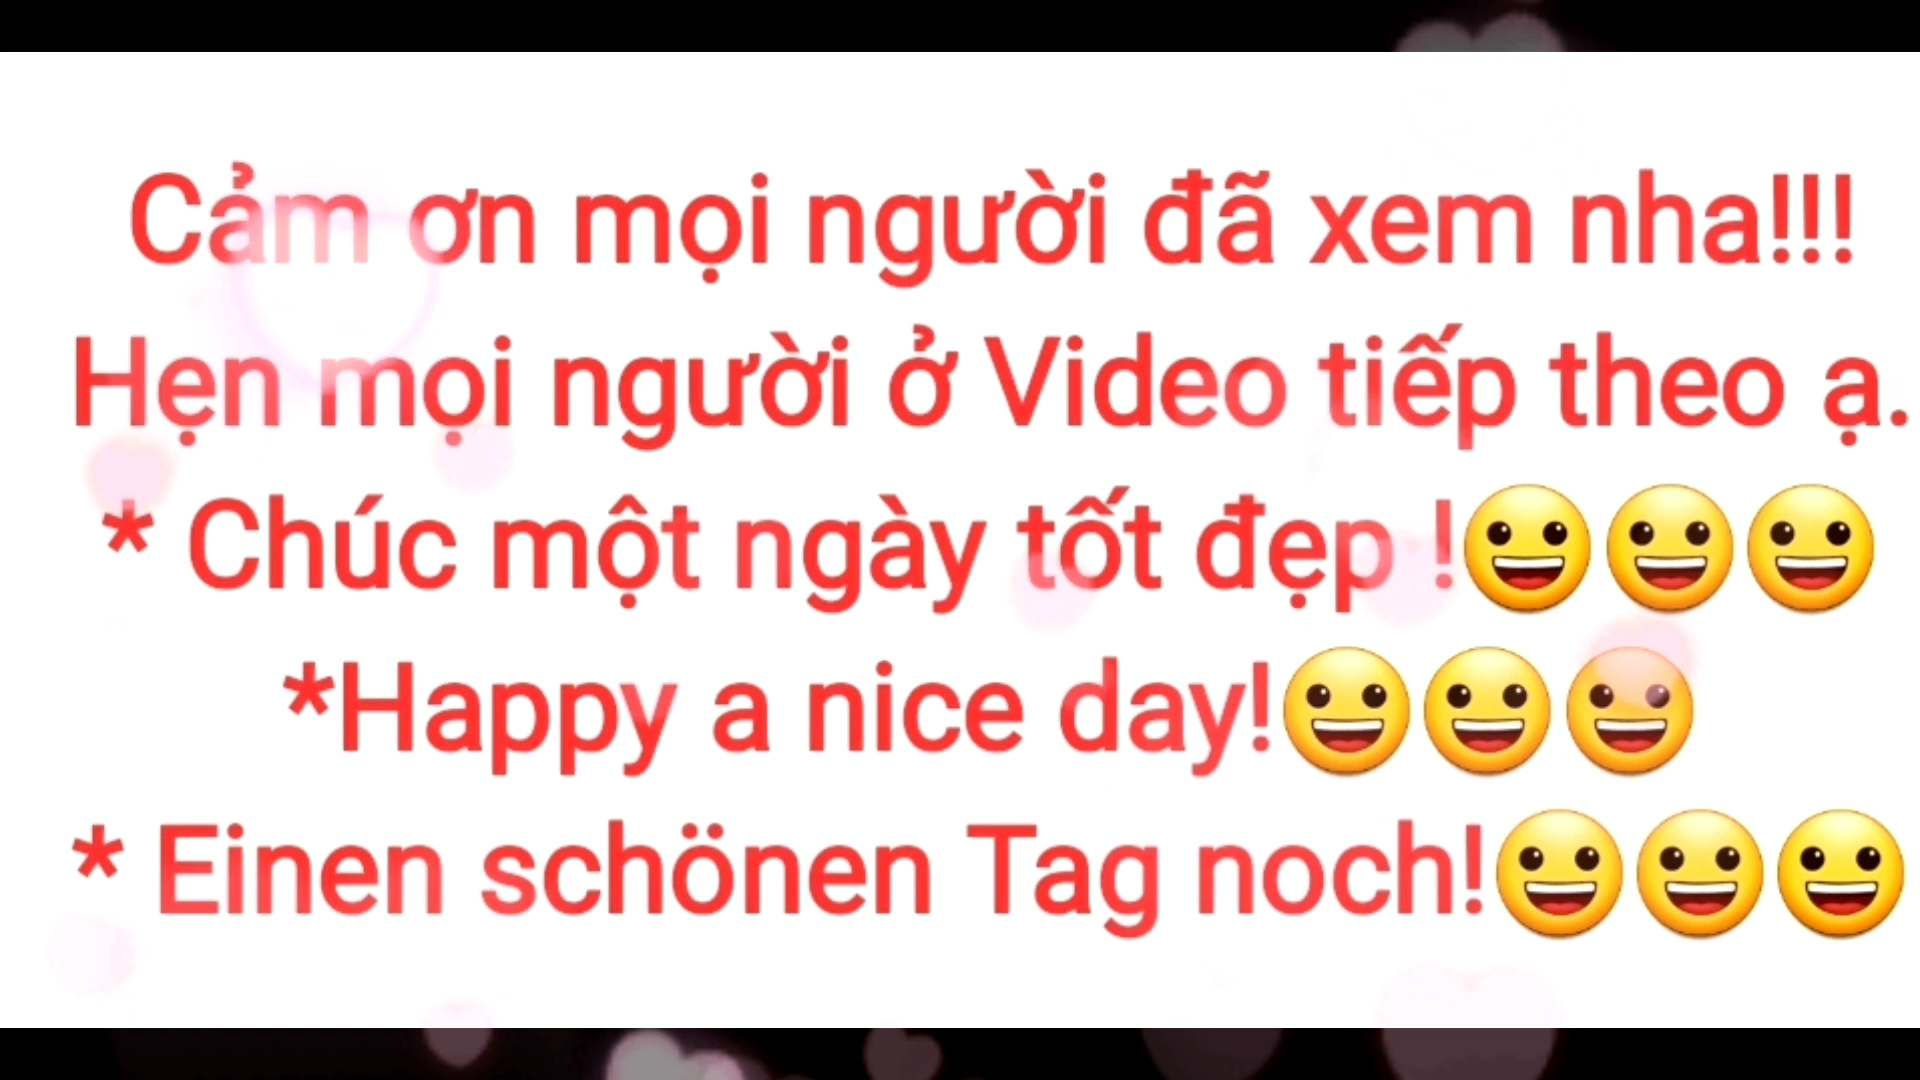 Cảm ơn mọi người đã xem nha!!!
Hẹn mọi người ở Video tiếp theo ạ.
* Chúc một ngày tốt đẹp !😀😀😀
*Happy a nice day!😀😀😀
* Einen schönen Tag noch!😀😀😀